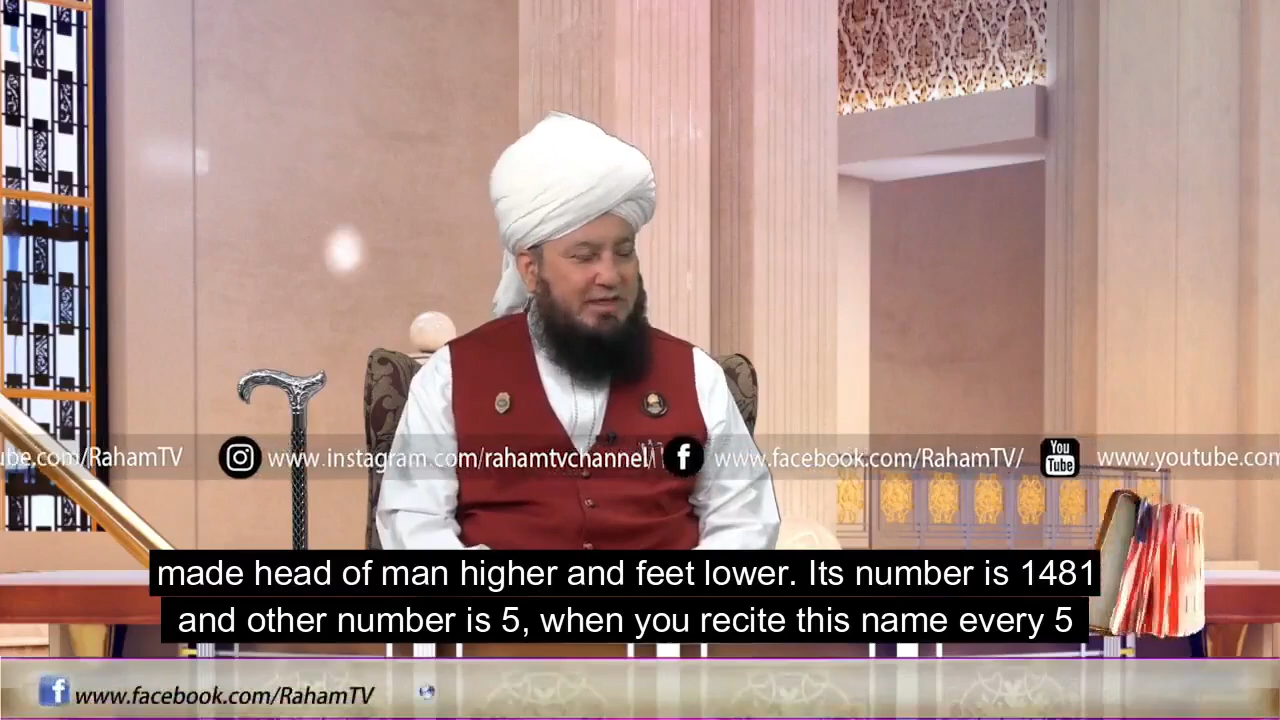 ube.com/RahamTV www.instagram.com/rahamtvchannel/ f www.facebook.com/RahamTV/ You Tube www.youtube.com
made head of man higher and feet lower. Its number is 1481
and other number is 5, when you recite this name every 5
f www.facebook.com/RahamTV